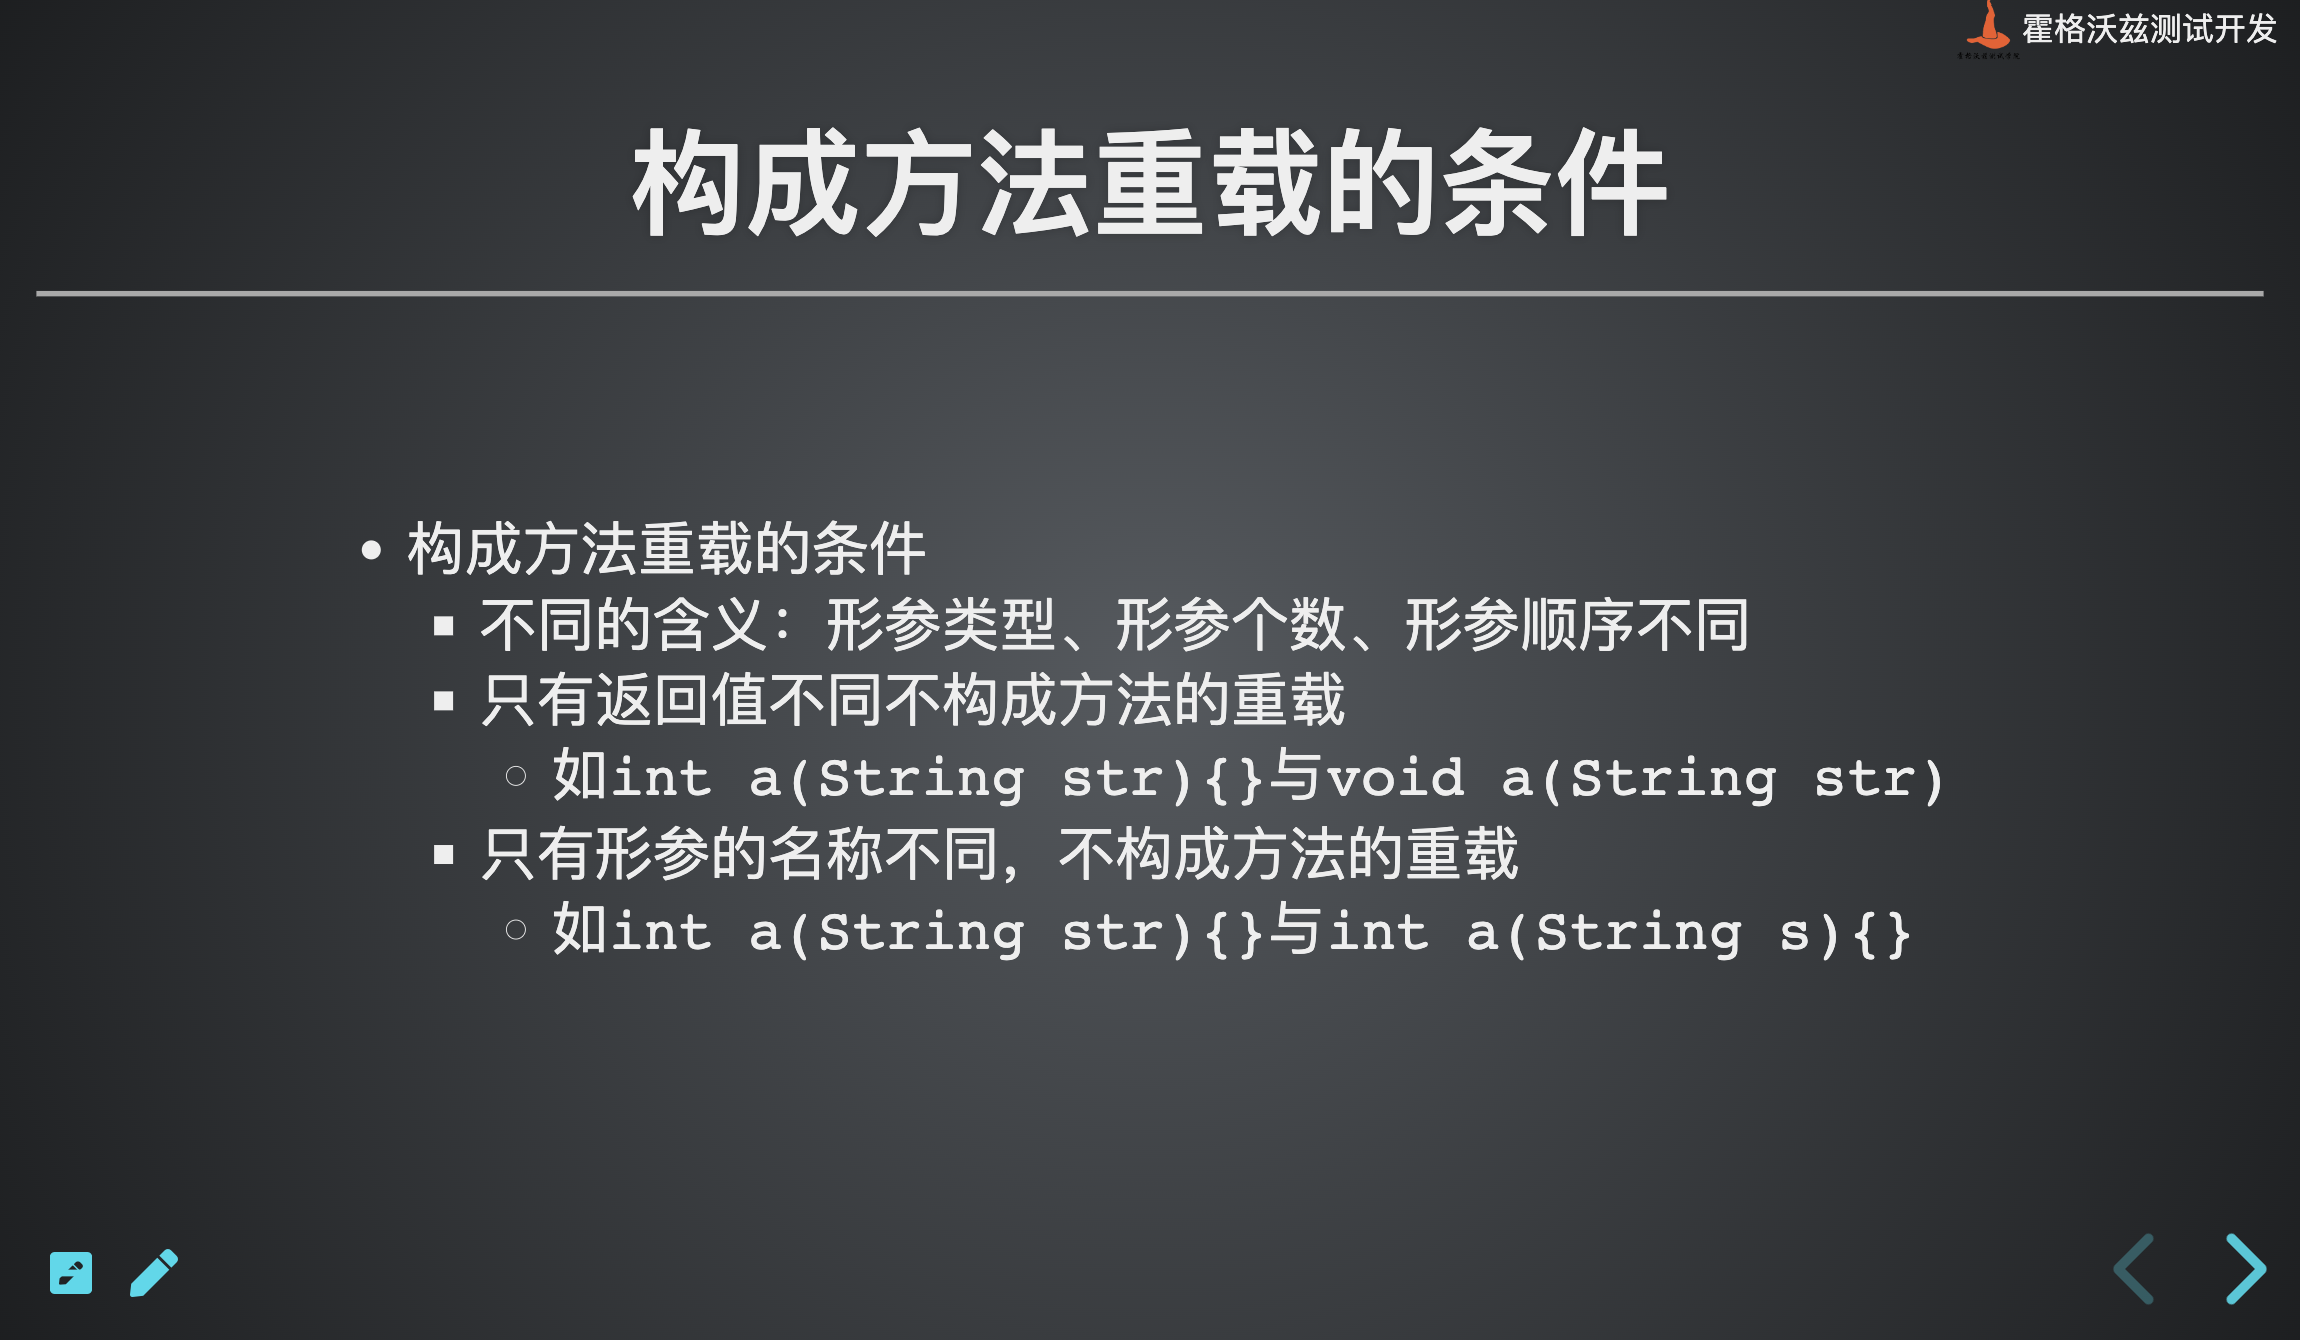 霍格沃兹测试开发
构成方法重载的条件
构成方法重载的条件
不同的含义：形参类型、形参个数、形参顺序不同
只有返回值不同不构成方法的重载
如int a(String str){}与void a(String str)
只有形参的名称不同，不构成方法的重载
如int a(String str){}与int a(String s){}